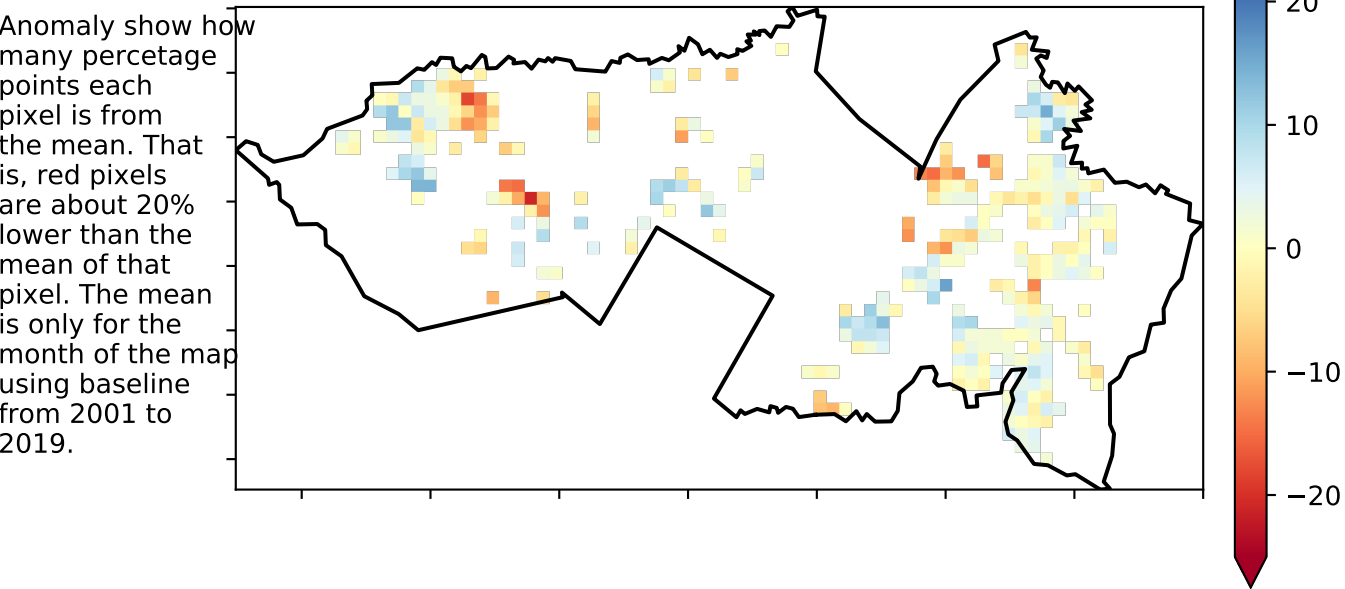 Anomaly show how
many percetage
points each
pixel is from
the mean. That
is, red pixels
are about 20%
lower than the
mean of that
pixel. The mean
is only for the
month of the map
using baseline
from 2001 to
2019.
20
10
0
−10
−20